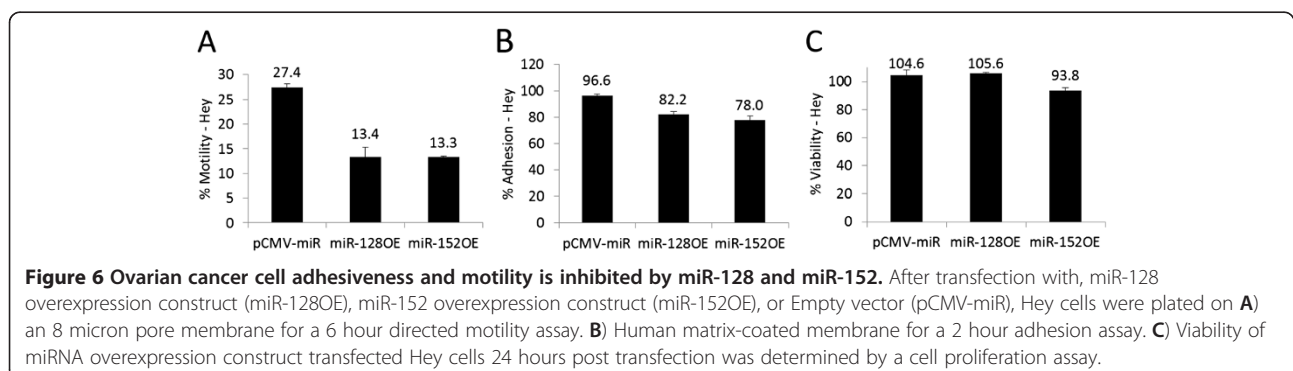 A
% Motility - Hey
30
25
20
15
10
5
0
27.4
13.4
13.3
pCMV-miR miR-128OE miR-152OE
B
% Adhesion - Hey
120
100
80
60
40
20
0
96.6
82.2
78.0
pCMV-miR miR-128OE miR-152OE
C
% Viability - Hey
100
80
60
40
20
0
104.6
105.6
93.8
pCMV-miR miR-128OE miR-152OE
Figure 6 Ovarian cancer cell adhesiveness and motility is inhibited by miR-128 and miR-152. After transfection with, miR-128
overexpression construct (miR-128OE), miR-152 overexpression construct (miR-152OE), or Empty vector (pCMV-miR), Hey cells were plated on A)
an 8 micron pore membrane for a 6 hour directed motility assay. B) Human matrix-coated membrane for a 2 hour adhesion assay. C) Viability of
miRNA overexpression construct transfected Hey cells 24 hours post transfection was determined by a cell proliferation assay.